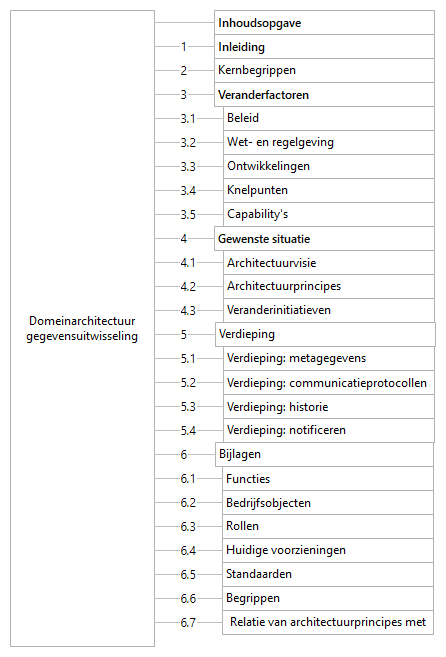 Domeinarchitectuur
gegevensuitwisseling
Inhoudsopgave
1 Inleiding
2 Kernbegrippen
3 Veranderfactoren
3.1 Beleid
3.2 Wet- en regelgeving
3.3 Ontwikkelingen
3.4 Knelpunten
3.5 Capability's
4 Gewenste situatie
4.1 Architectuurvisie
4.2 Architectuurprincipes
4.3 Veranderinitiatieven
5 Verdieping
5.1 Verdieping: metagegevens
5.2 Verdieping: communicatieprotocollen
5.3 Verdieping: historie
5.4 Verdieping: notificeren
6 Bijlagen
6.1 Functies
6.2 Bedrijfsobjecten
6.3 Rollen
6.4 Huidige voorzieningen
6.5 Standaarden
6.6 Begrippen
6.7 Relatie van architectuurprincipes met